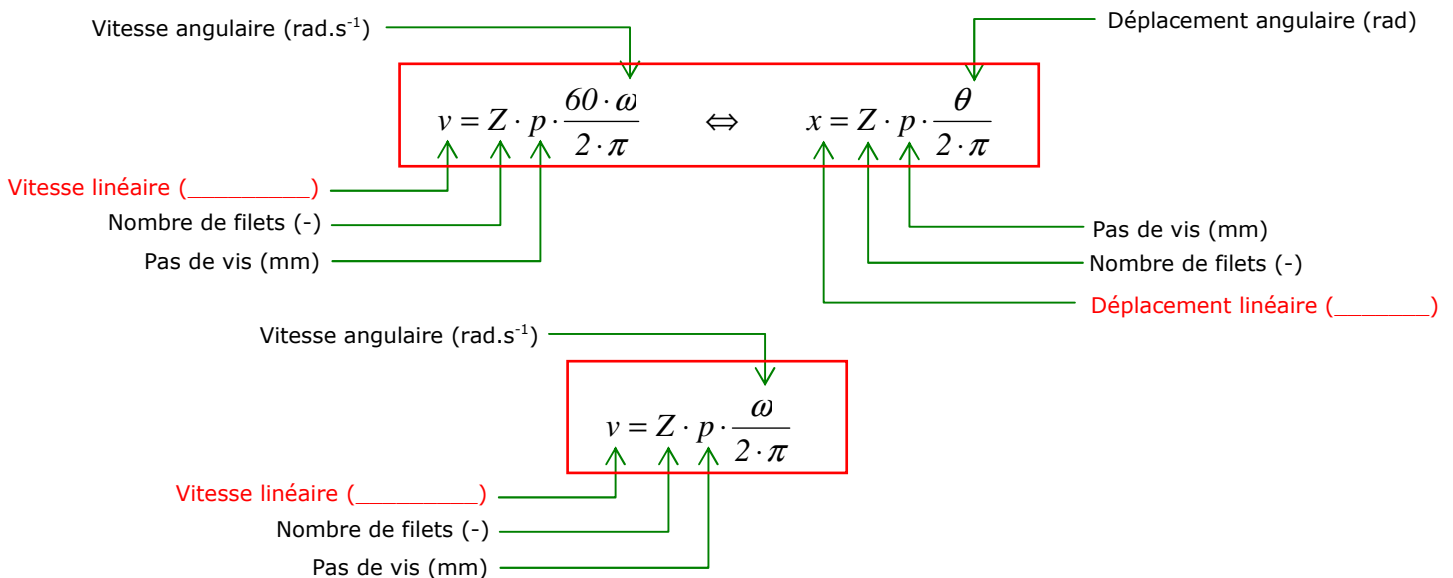 Vitesse angulaire (rad.s⁻¹)
Déplacement angulaire (rad)
v = Z · p · 60 · ω / 2 · π ⇔ x = Z · p · θ / 2 · π
Vitesse linéaire (_________)
Nombre de filets (-)
Pas de vis (mm)
Pas de vis (mm)
Nombre de filets (-)
Déplacement linéaire (_______)
Vitesse angulaire (rad.s⁻¹)
v = Z · p · ω / 2 · π
Vitesse linéaire (_________)
Nombre de filets (-)
Pas de vis (mm)